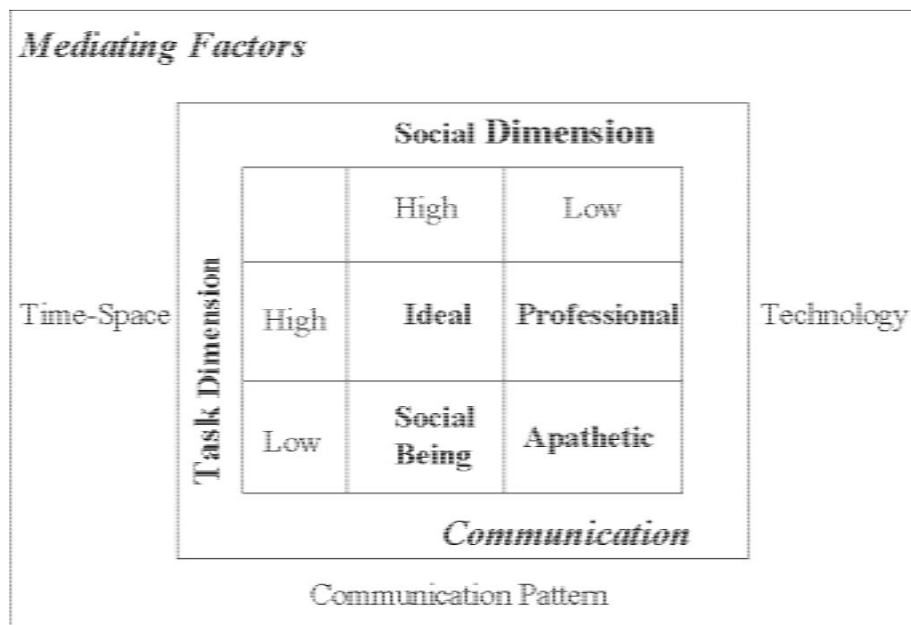 Mediating Factors
Social Dimension
High Low
Time-Space
Task Dimension
High Ideal Professional
Technology
Low Social Being Apathetic
Communication
Communication Pattern